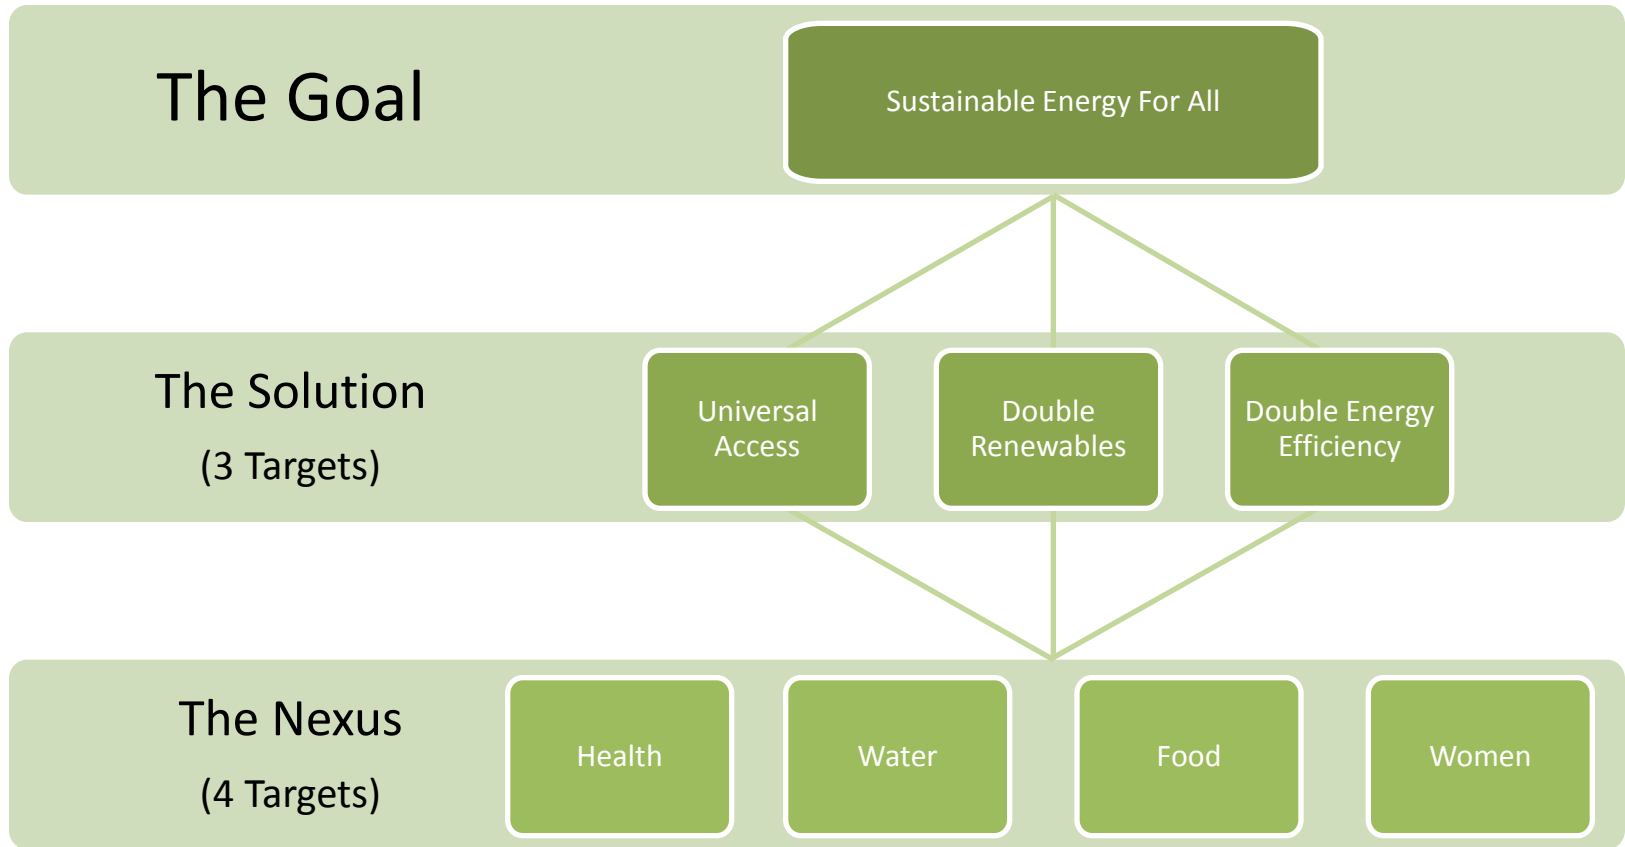 The Goal
Sustainable Energy For All
The Solution
(3 Targets)
Universal
Access
Double
Renewables
Double Energy
Efficiency
The Nexus
(4 Targets)
Health
Water
Food
Women